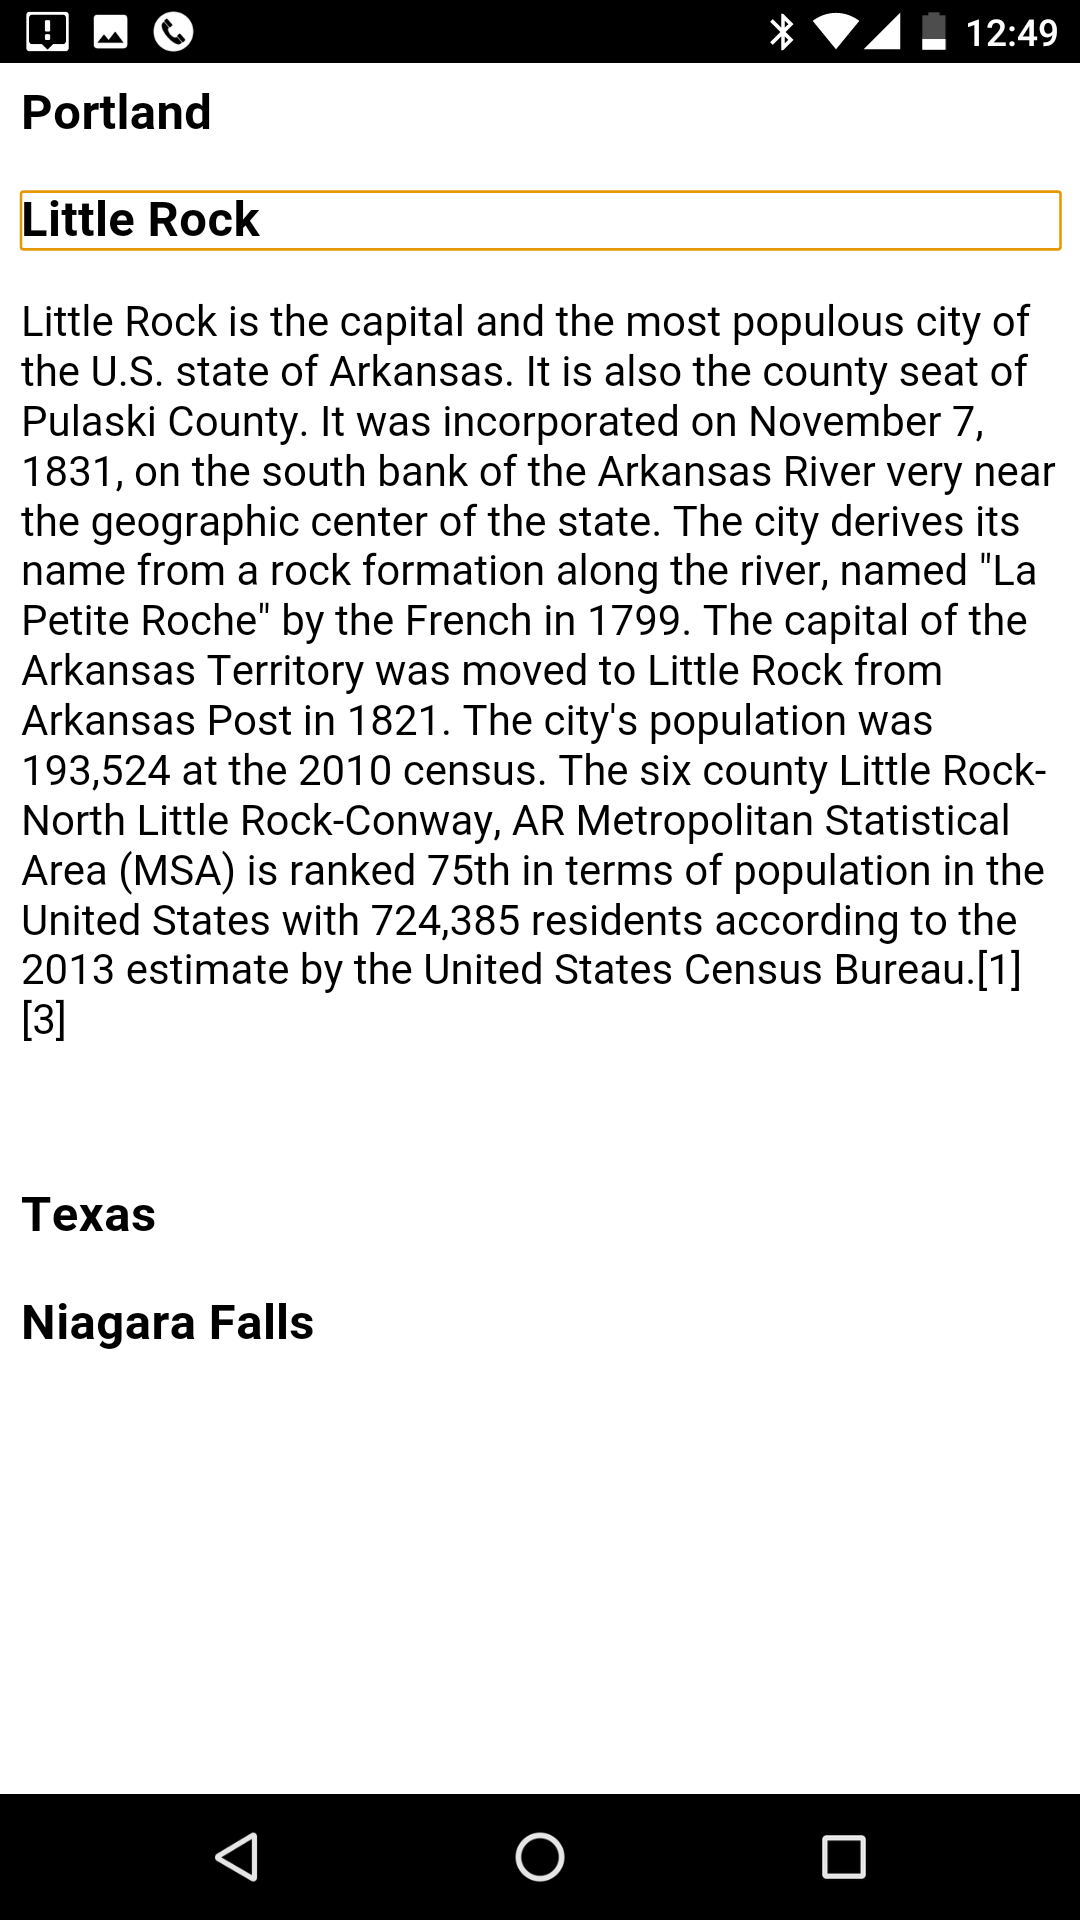 12:49
Portland
Little Rock
Little Rock is the capital and the most populous city of
the U.S. state of Arkansas. It is also the county seat of
Pulaski County. It was incorporated on November 7,
1831, on the south bank of the Arkansas River very near
the geographic center of the state. The city derives its
name from a rock formation along the river, named "La
Petite Roche" by the French in 1799. The capital of the
Arkansas Territory was moved to Little Rock from
Arkansas Post in 1821. The city's population was
193,524 at the 2010 census. The six county Little Rock-
North Little Rock-Conway, AR Metropolitan Statistical
Area (MSA) is ranked 75th in terms of population in the
United States with 724,385 residents according to the
2013 estimate by the United States Census Bureau.[1]
[3]
Texas
Niagara Falls